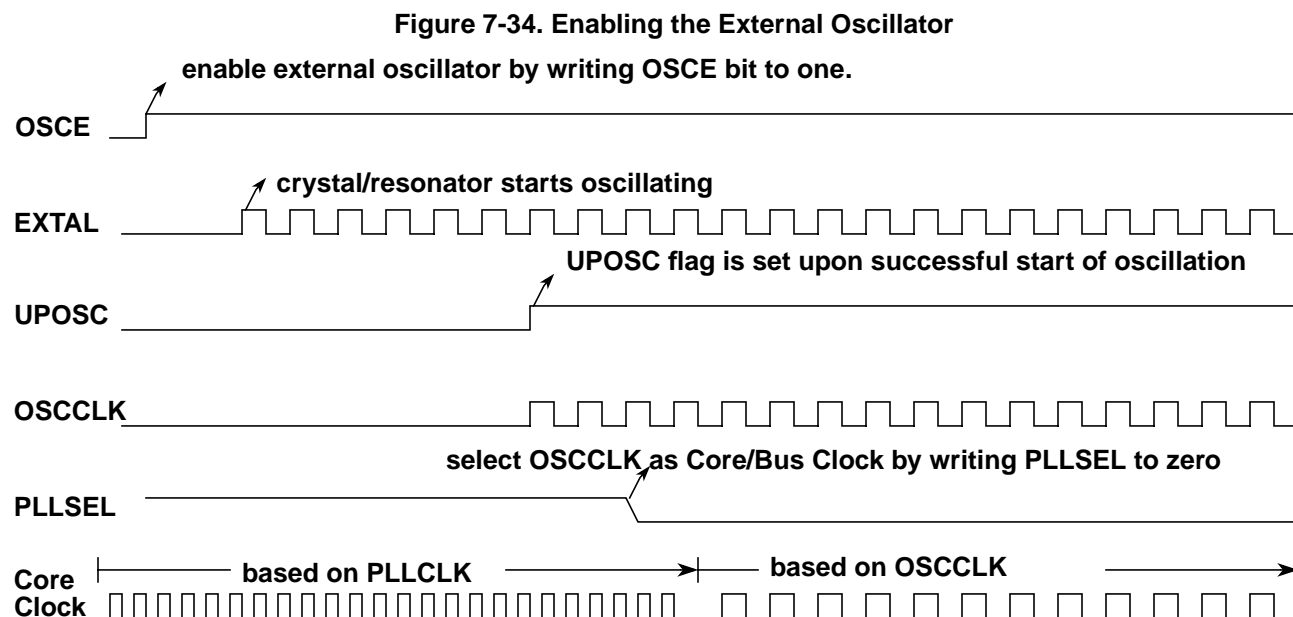 Figure 7-34. Enabling the External Oscillator
enable external oscillator by writing OSCE bit to one.
OSCE
crystal/resonator starts oscillating
EXTAL
UPOSC flag is set upon successful start of oscillation
UPOSC
OSCCLK
select OSCCLK as Core/Bus Clock by writing PLLSEL to zero
PLLSEL
based on PLLCLK
based on OSCCLK
Core
Clock